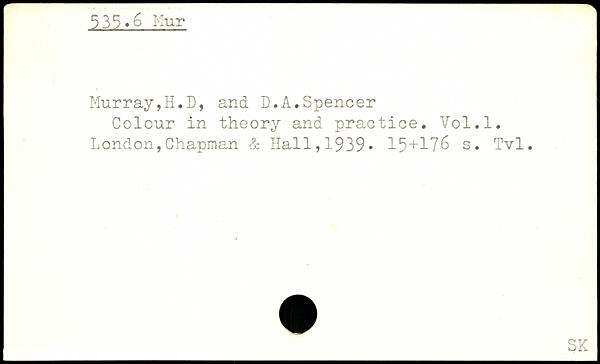 535.6 Mur
Murray,H.D, and D.A.Spencer
Colour in theory and practice. Vol.1.
London,Chapman & Hall,1939. 15+176 s. Tvl.
SK